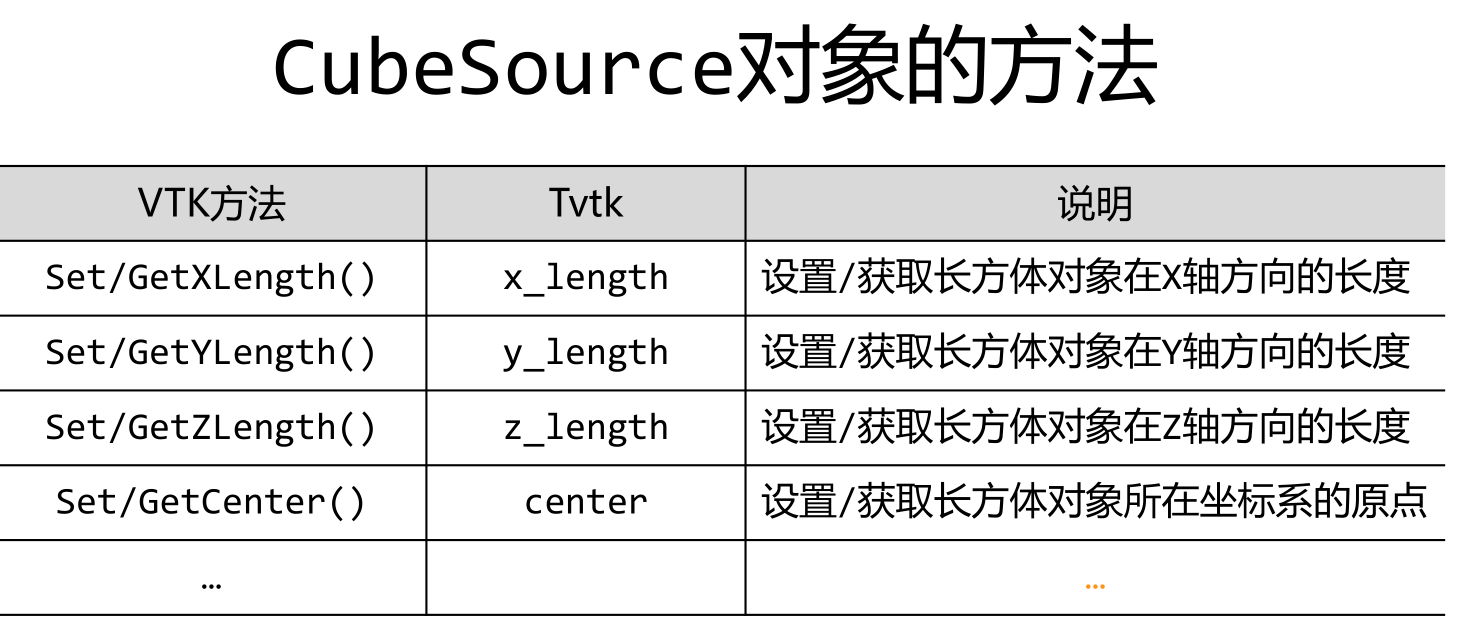 CubeSource对象的方法
VTK方法 Tvtk 说明
Set/GetXLength() x_length 设置/获取长方体对象在X轴方向的长度
Set/GetYLength() y_length 设置/获取长方体对象在Y轴方向的长度
Set/GetZLength() z_length 设置/获取长方体对象在Z轴方向的长度
Set/GetCenter() center 设置/获取长方体对象所在坐标系的原点
… …